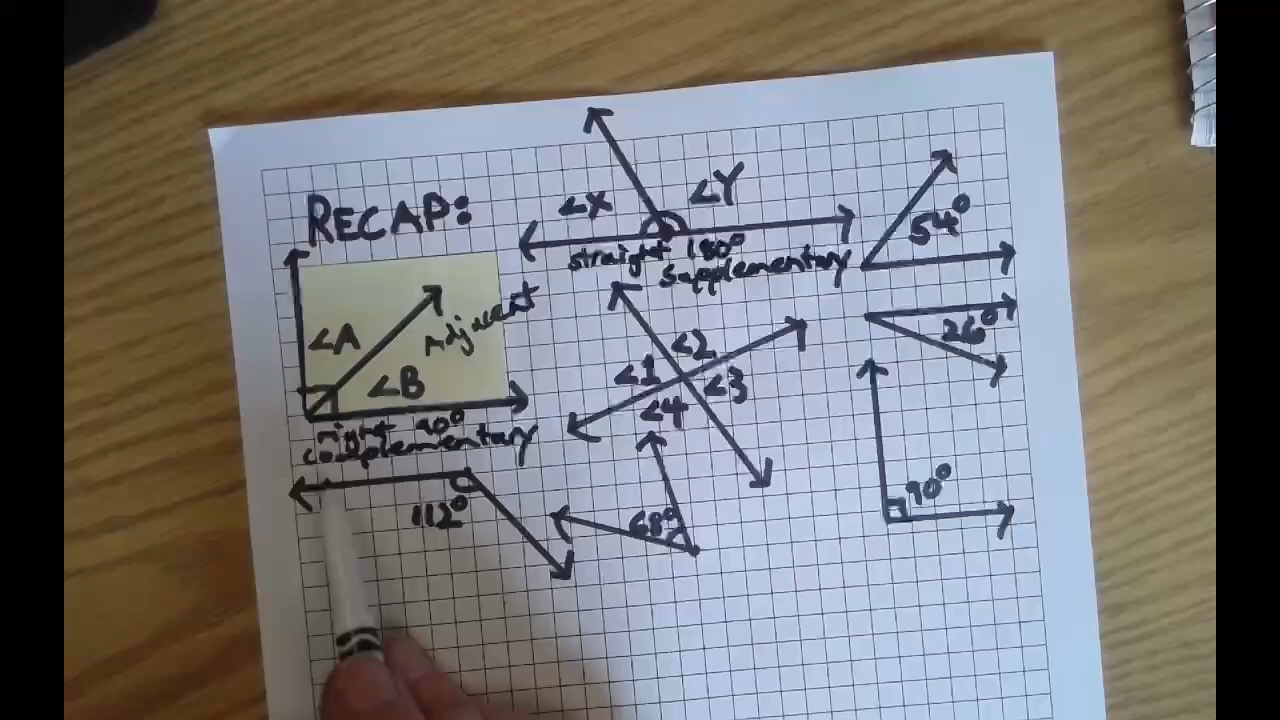 RECAP:
∠X
∠Y
straight 180°
supplementary
54°
∠A
Adjacent
∠B
right 90°
complementary
∠2
∠1
∠3
∠4
26°
112°
68°
90°